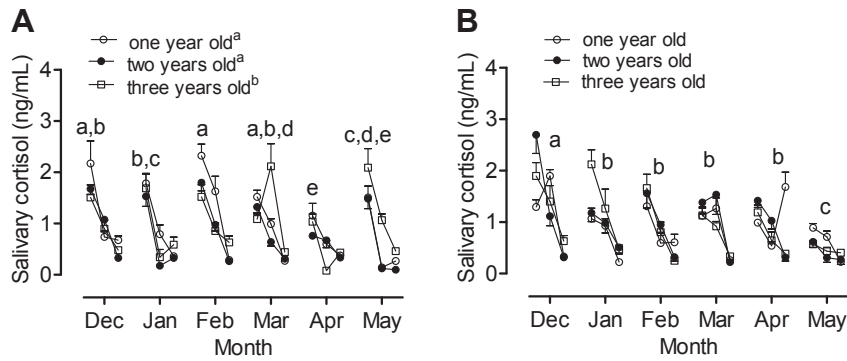 A
one year old^a
two years old^a
three years old^b
Salivary cortisol (ng/mL)
4
3
2
1
0
a,b
b,c
a
a,b,d
e
c,d,e
Dec Jan Feb Mar Apr May
Month
B
one year old
two years old
three years old
Salivary cortisol (ng/mL)
4
3
2
1
0
a
b
b
b
b
c
Dec Jan Feb Mar Apr May
Month